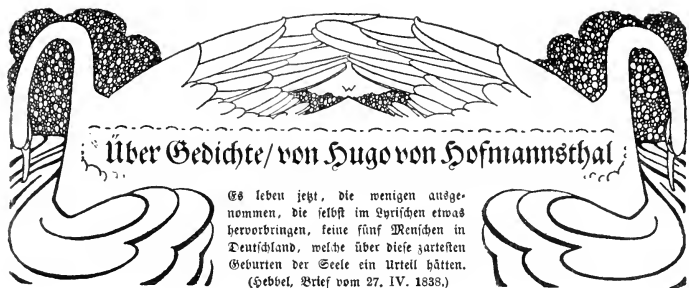 Über Gedichte/ von Hugo von Hofmannsthal
Es leben jetzt, die wenigen ausge-
nommen, die selbst im Lyrischen etwas
hervorbringen, keine fünf Menschen in
Deutschland, welche über diese zartesten
Geburten der Seele ein Urteil hätten.
(Hebbel, Brief vom 27. IV. 1838.)